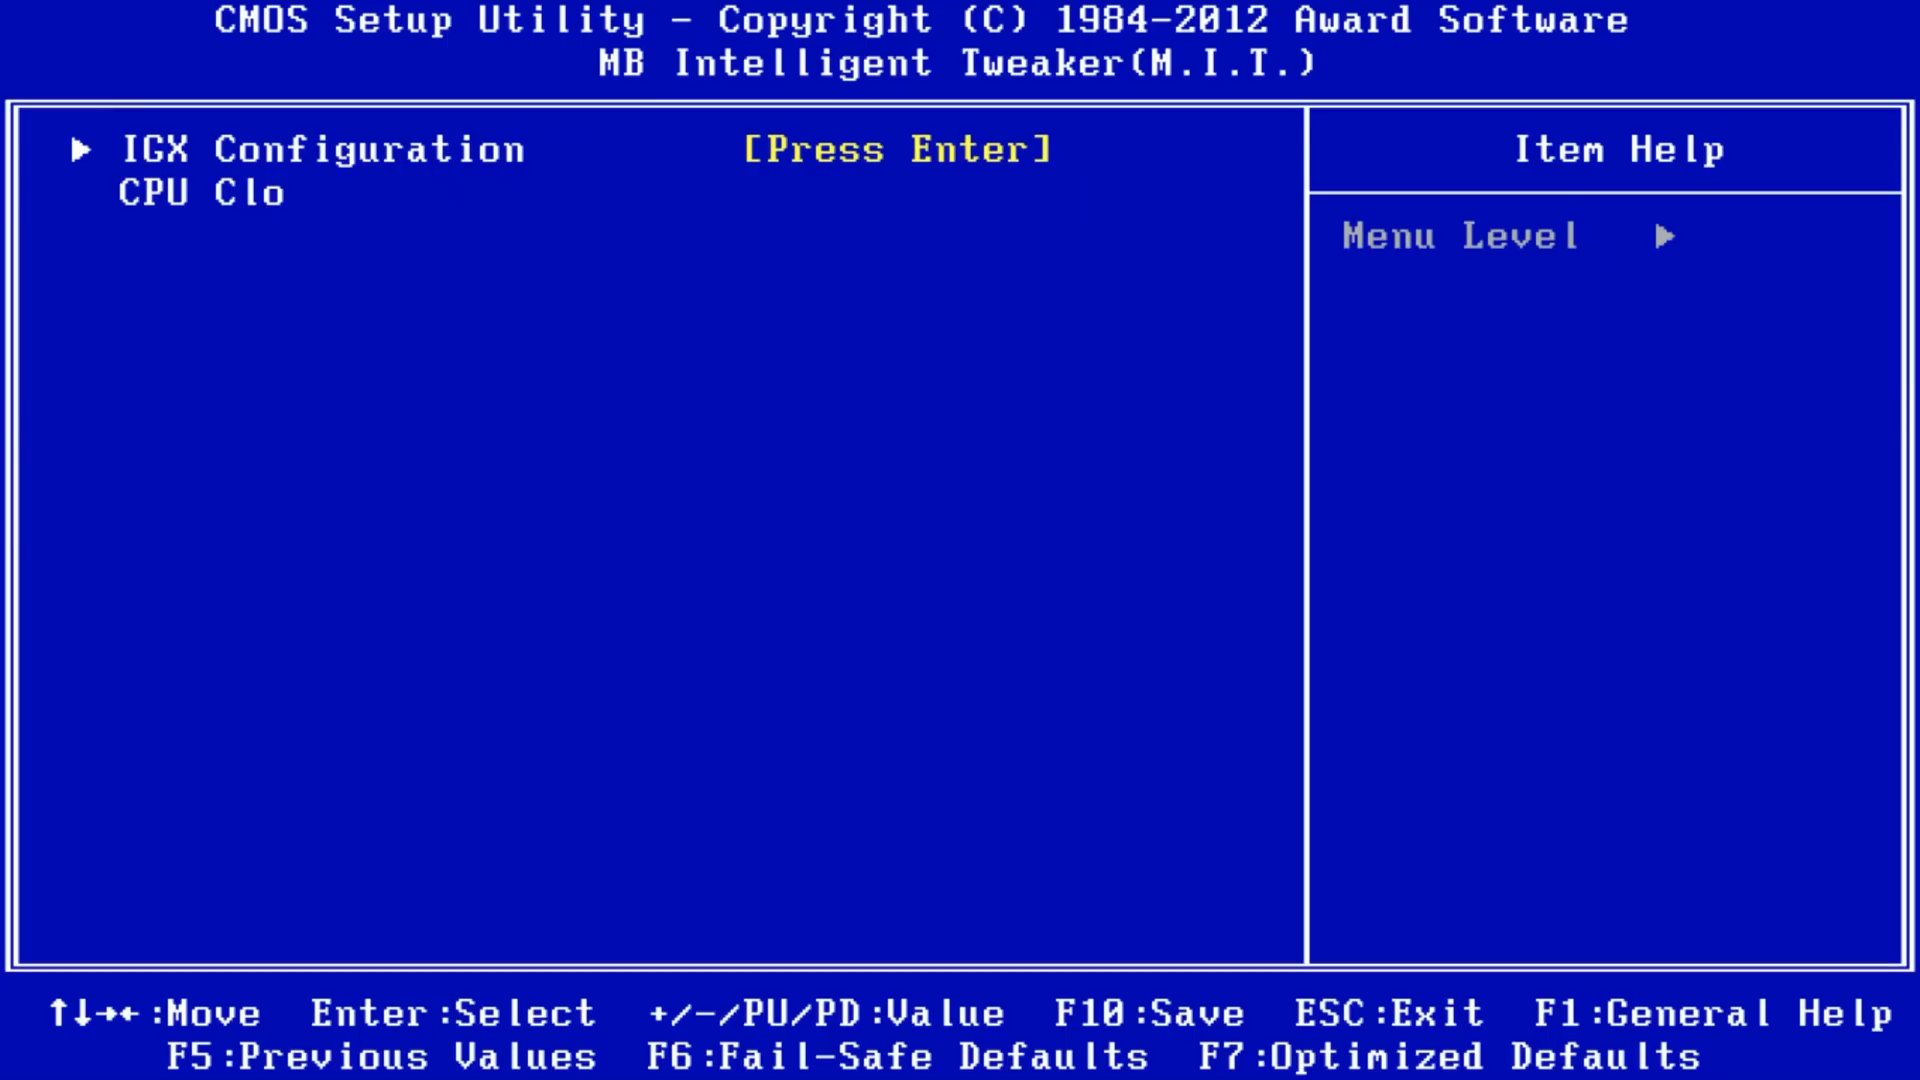 CMOS Setup Utility - Copyright (C) 1984-2012 Award Software
MB Intelligent Tweaker(M.I.T.)
▶ IGX Configuration [Press Enter]
CPU Clo
Item Help
Menu Level ▶
↑↓→←:Move Enter:Select +/-/PU/PD:Value F10:Save ESC:Exit F1:General Help
F5:Previous Values F6:Fail-Safe Defaults F7:Optimized Defaults